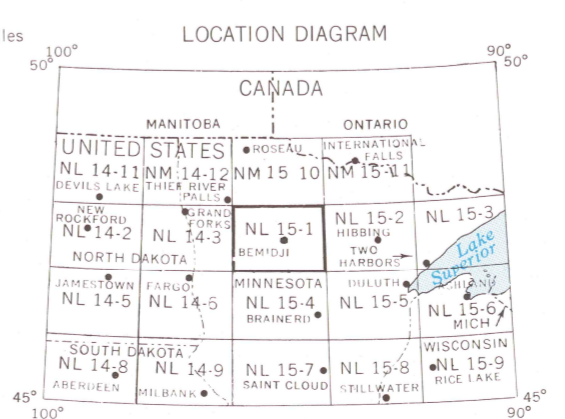 les
LOCATION DIAGRAM
100°
90°
50°
50°
CANADA
MANITOBA
ONTARIO
UNITED STATES
NL 14-11
DEVILS LAKE
NM 14-12
THIEF RIVER
FALLS
ROSEAU
NM 15 10
INTERNATIONAL
FALLS
NM 15-11
NEW
ROCKFORD
NL 14-2
GRAND
FORKS
NL 14-3
NORTH DAKOTA
NL 15-1
BEMIDJI
NL 15-2
HIBBING
TWO
HARBORS
NL 15-3
Lake
Superior
JAMESTOWN
NL 14-5
FARGO
NL 14-6
MINNESOTA
NL 15-4
BRAINERD
DULUTH
NL 15-5
ASHLAND
NL 15-6
MICH
SOUTH DAKOTA
NL 14-8
ABERDEEN
NL 14-9
MILBANK
NL 15-7
SAINT CLOUD
NL 15-8
STILLWATER
WISCONSIN
NL 15-9
RICE LAKE
45°
45°
100°
90°